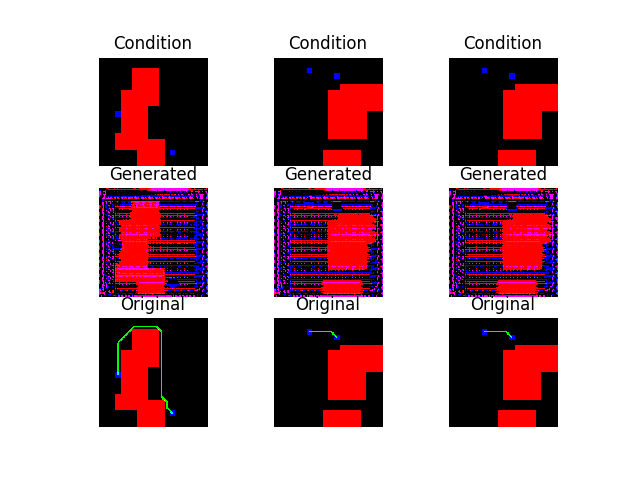 Condition Condition Condition
Generated Generated Generated
Original Original Original